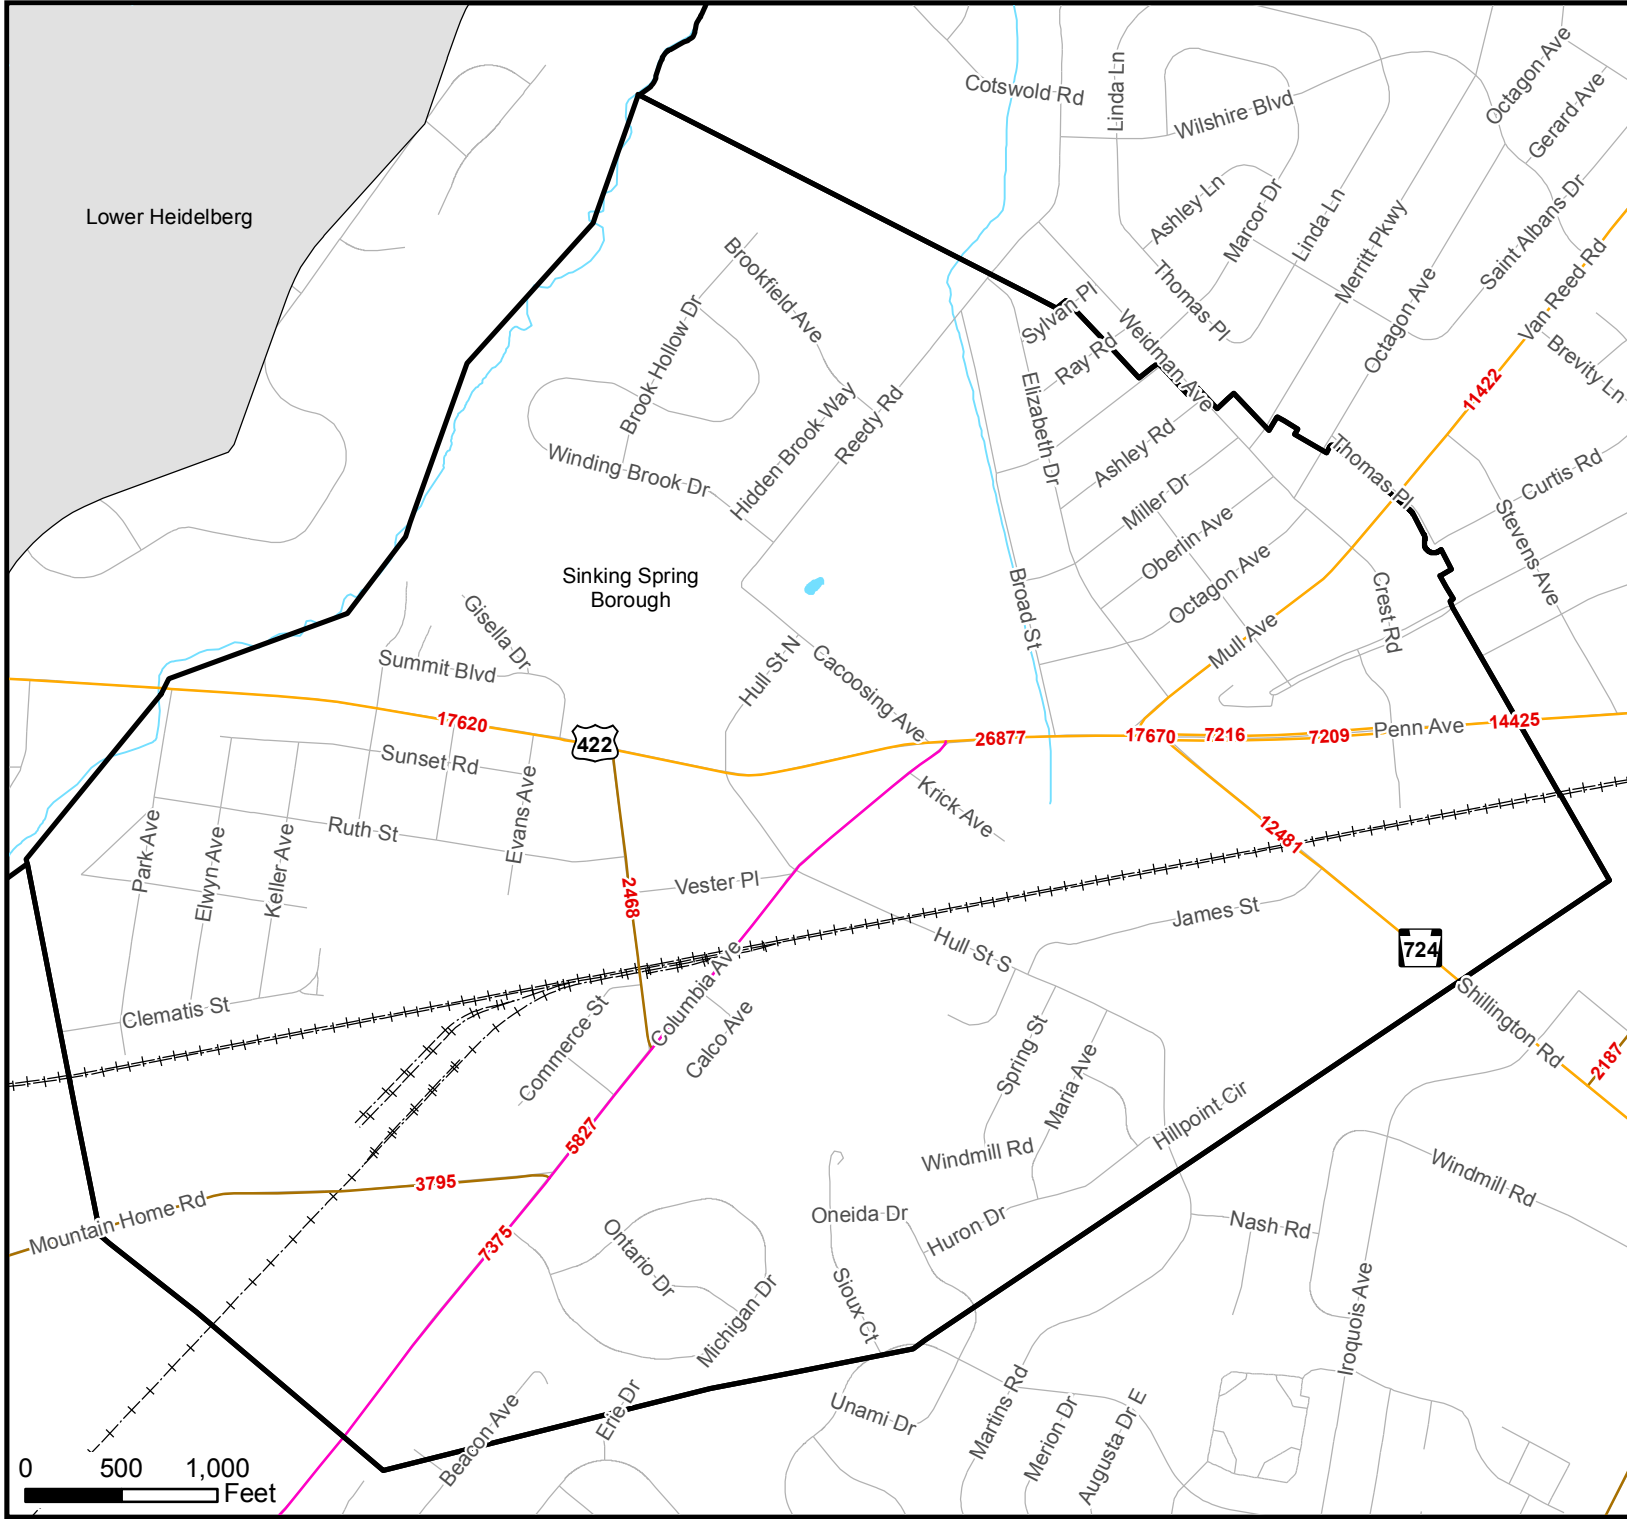 Cotswold Rd
Linda Ln
Wilshire Blvd
Octagon Ave
Gerard Ave
Lower Heidelberg
Ashley Ln
Marcor Dr
Linda Ln
Merritt Pkwy
Saint Albans Dr
Van Reed Rd
Brookfield Ave
Brook Hollow Dr
Thomas Pl
Sylvan Pl
Weidman Ave
Ray Rd
Octagon Ave
Brevity Ln
11422
Elizabeth Dr
Hidden Brook Way
Reedy Rd
Winding Brook Dr
Ashley Rd
Miller Dr
Thomas Pl
Curtis Rd
Stevens Ave
Oberlin Ave
Octagon Ave
Sinking Spring
Borough
Broad St
Crest Rd
Gisella Dr
Summit Blvd
Hull St N
Cacoosing Ave
Mull Ave
17620
422
26877
17670
7216
7209
Penn Ave
14425
Sunset Rd
Evans Ave
Krick Ave
Ruth St
Park Ave
Elwyn Ave
Keller Ave
2468
Vester Pl
12481
James St
Hull St S
724
Clematis St
Columbia Ave
Commerce St
Calco Ave
Shillington Rd
2187
Spring St
Maria Ave
Hillpoint Cir
5827
Windmill Rd
Windmill Rd
3795
Mountain Home Rd
Oneida Dr
Huron Dr
Nash Rd
7375
Ontario Dr
Michigan Dr
Sioux Ct
Iroquois Ave
Beacon Ave
Erie Dr
Unami Dr
Martins Rd
Merion Dr
Augusta Dr E
0 500 1,000
Feet